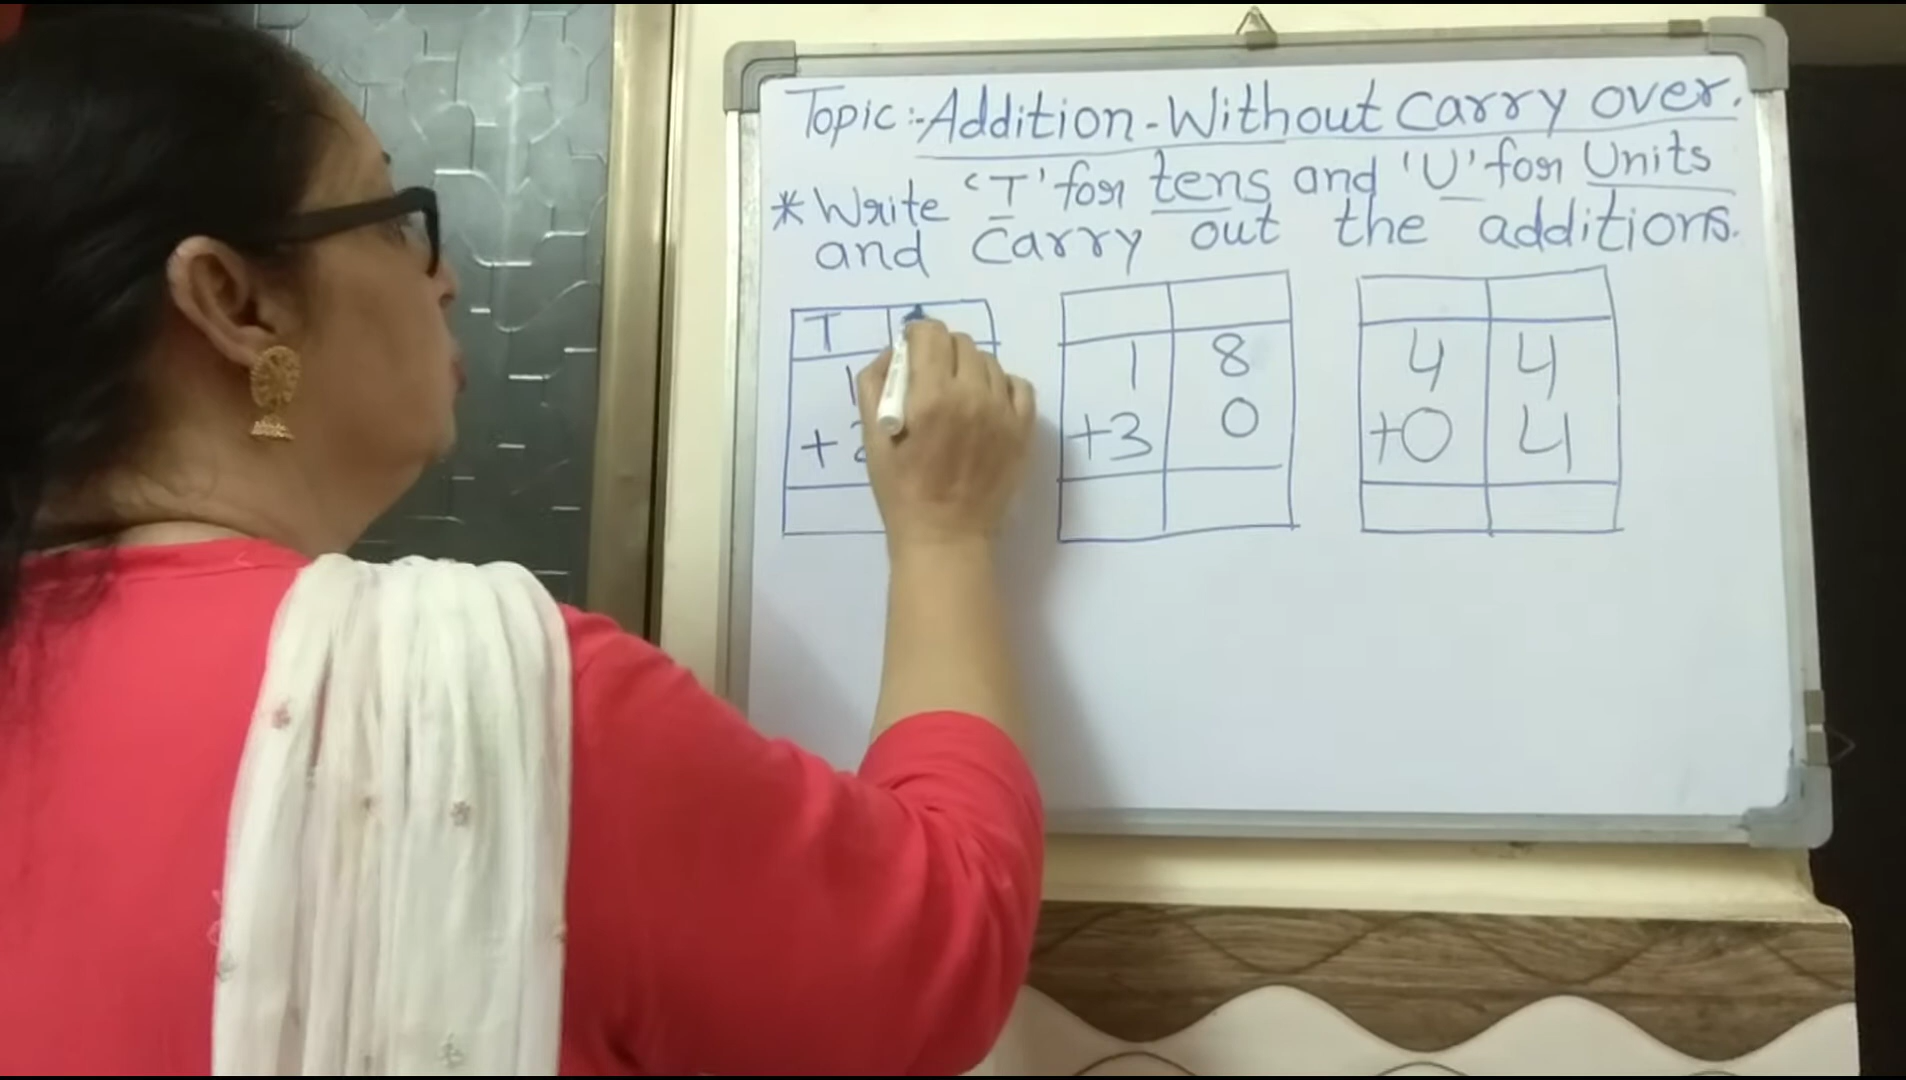 Topic:-Addition-Without carry over.
*Write 'T' for tens and 'U' for Units
and carry out the additions.
T
1
+2
1 8
+3 0
4 4
+0 4